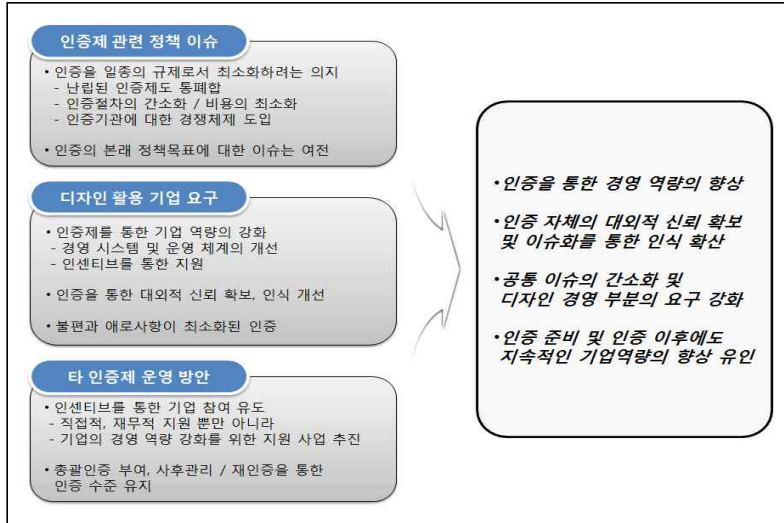 인증제 관련 정책 이슈
• 인증을 일종의 규제로서 최소화하려는 의지
- 난립된 인증제도 통폐합
- 인증절차의 간소화 / 비용의 최소화
- 인증기관에 대한 경쟁체제 도입
• 인증의 본래 정책목표에 대한 이슈는 여전
디자인 활용 기업 요구
• 인증제를 통한 기업 역량의 강화
- 경영 시스템 및 운영 체계의 개선
- 인센티브를 통한 지원
• 인증을 통한 대외적 신뢰 확보, 인식 개선
• 불편과 애로사항이 최소화된 인증
타 인증제 운영 방안
• 인센티브를 통한 기업 참여 유도
- 직접적, 재무적 지원 뿐만 아니라
- 기업의 경영 역량 강화를 위한 지원 사업 추진
• 총괄인증 부여, 사후관리 / 재인증을 통한
인증 수준 유지
• 인증을 통한 경영 역량의 향상
• 인증 자체의 대외적 신뢰 확보
및 이슈화를 통한 인식 확산
• 공통 이슈의 간소화 및
디자인 경영 부분의 요구 강화
• 인증 준비 및 인증 이후에도
지속적인 기업역량의 향상 유인